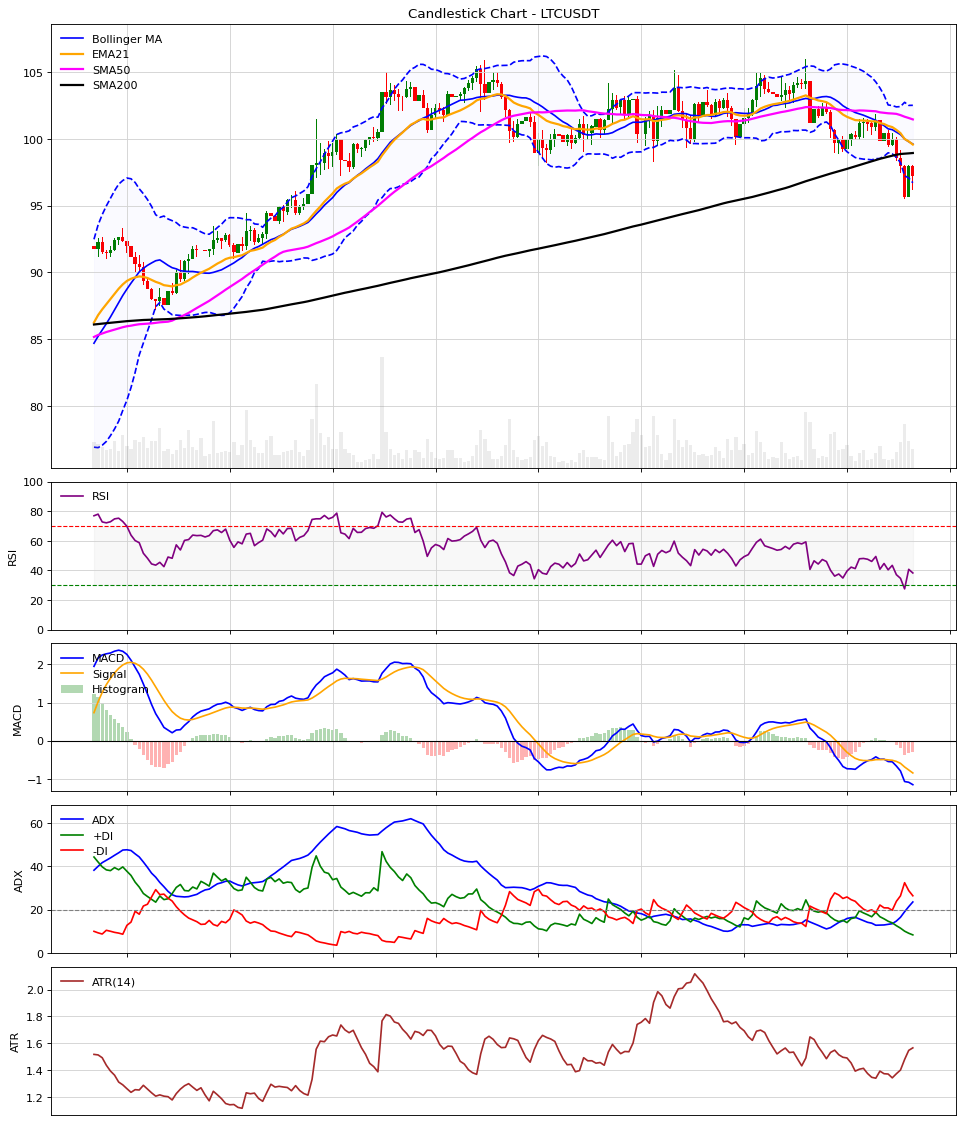 Candlestick Chart - LTCUSDT
Bollinger MA
EMA21
SMA50
SMA200
105
100
95
90
85
80
RSI
100
80
60
40
20
0
RSI
MACD
Signal
Histogram
2
1
0
−1
MACD
ADX
+DI
-DI
60
40
20
0
ADX
ATR(14)
2.0
1.8
1.6
1.4
1.2
ATR